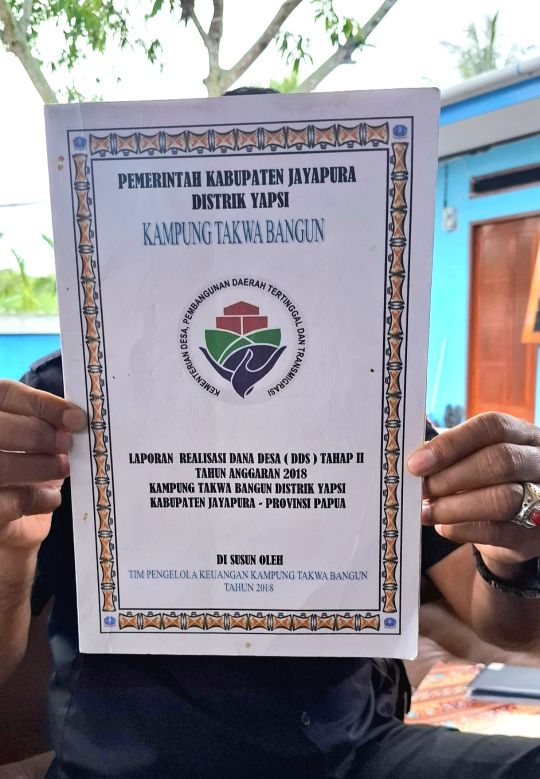 PEMERINTAH KABUPATEN JAYAPURA
DISTRIK YAPSI
KAMPUNG TAKWA BANGUN
KEMENTERIAN DESA, PEMBANGUNAN DAERAH TERTINGGAL DAN TRANSMIGRASI
LAPORAN REALISASI DANA DESA ( DDS ) TAHAP II
TAHUN ANGGARAN 2018
KAMPUNG TAKWA BANGUN DISTRIK YAPSI
KABUPATEN JAYAPURA - PROVINSI PAPUA
DI SUSUN OLEH
TIM PENGELOLA KEUANGAN KAMPUNG TAKWA BANGUN
TAHUN 2018